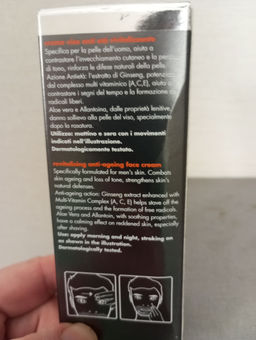 crema viso anti-età rivitalizzante
Specifica per la pelle dell'uomo, aiuta a
contrastare l'invecchiamento cutaneo e la perdita
di tono, rinforza le difese naturali della pelle.
Azione Antietà: l'estratto di Ginseng, potenziato
dal complesso multi vitaminico (A,C,E), aiuta a
contrastare i segni del tempo e la formazione di
radicali liberi.
Aloe vera e Allantoina, dalle proprietà lenitive,
danno sollievo alla pelle del viso, specialmente
dopo la rasatura.
Utilizzo: mattino e sera con i movimenti
indicati nell'illustrazione.
Dermatologicamente testato.
revitalising anti-ageing face cream
Specifically formulated for men's skin. Combats
skin ageing and loss of tone, strengthens skin's
natural defenses.
Anti-ageing action: Ginseng extract enhanced with
Multi-Vitamin Complex (A, C, E) helps stave off the
ageing process and the formation of free radicals.
Aloe Vera and Allantoin, with soothing properties,
have a calming effect on reddened skin, especially
after shaving.
Use: apply morning and night, stroking on
as shown in the illustration.
Dermatologically tested.